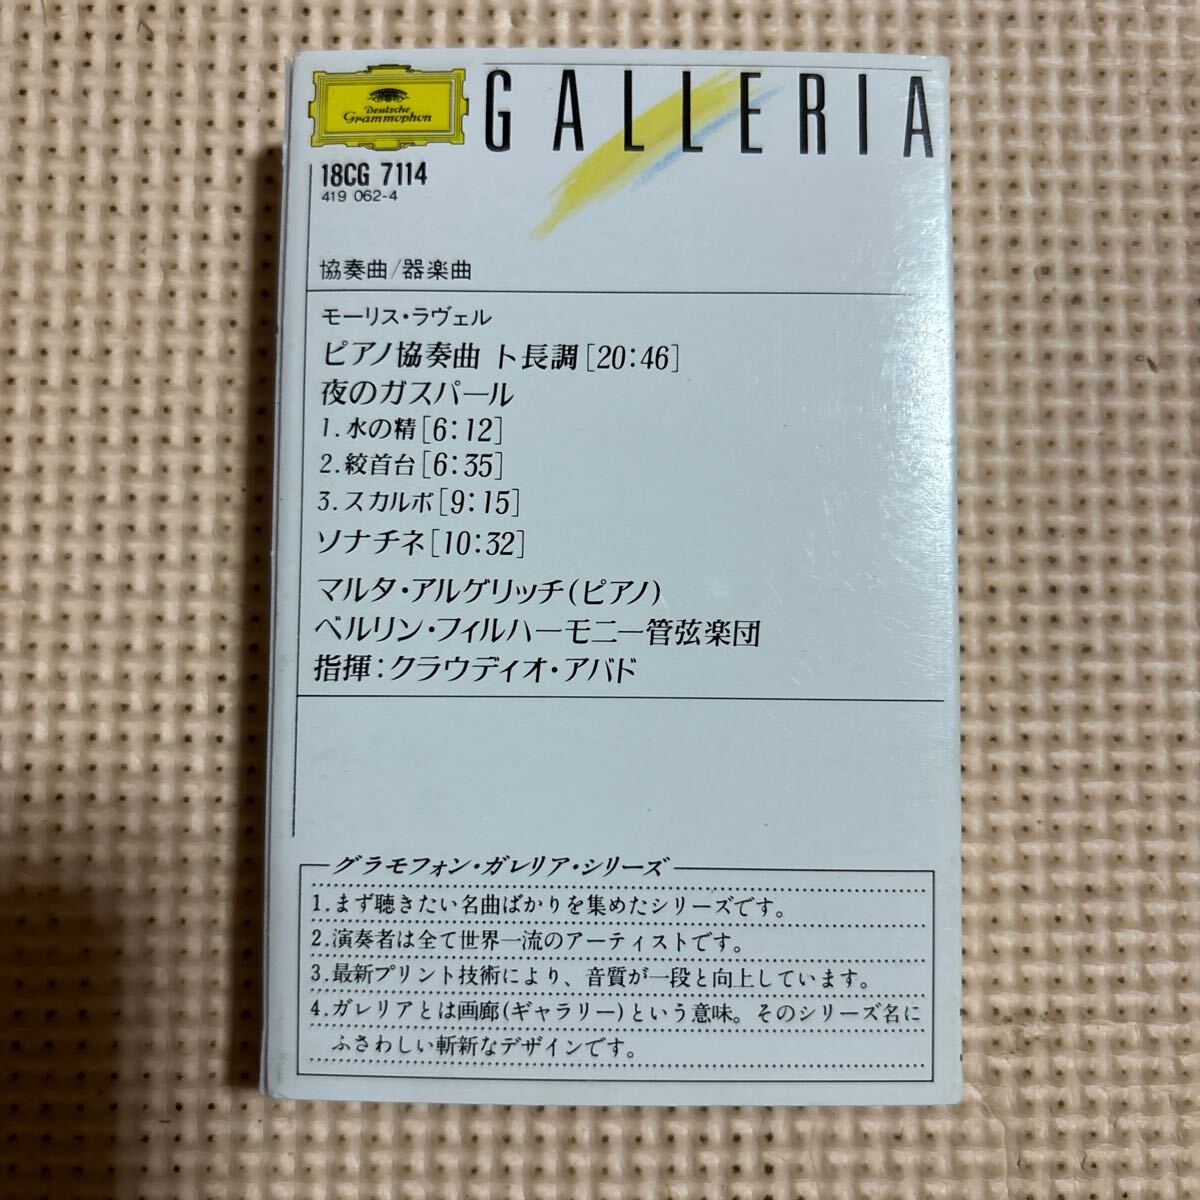 Deutsche
Grammophon
GALLERIA
18CG 7114
419 062-4
協奏曲/器楽曲
モーリス・ラヴェル
ピアノ協奏曲 ト長調[20:46]
夜のガスパール
1.水の精[6:12]
2.絞首台[6:35]
3.スカルボ[9:15]
ソナチネ[10:32]
マルタ・アルゲリッチ(ピアノ)
ベルリン・フィルハーモニー管弦楽団
指揮:クラウディオ・アバド
グラモフォン・ガレリア・シリーズ
1.まず聴きたい名曲ばかりを集めたシリーズです。
2.演奏者は全て世界一流のアーティストです。
3.最新プリント技術により、音質が一段と向上しています。
4.ガレリアとは画廊(ギャラリー)という意味。そのシリーズ名に
ふさわしい斬新なデザインです。